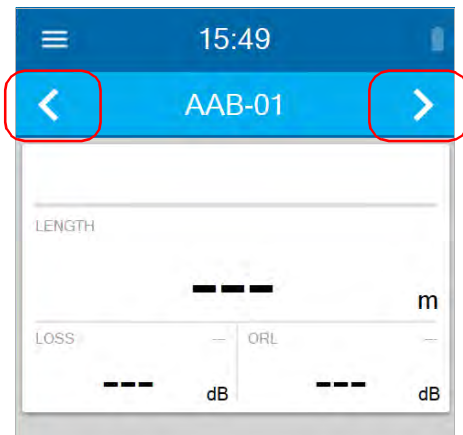 15:49
AAB-01
LENGTH
--- m
LOSS --- ORL ---
--- dB --- dB